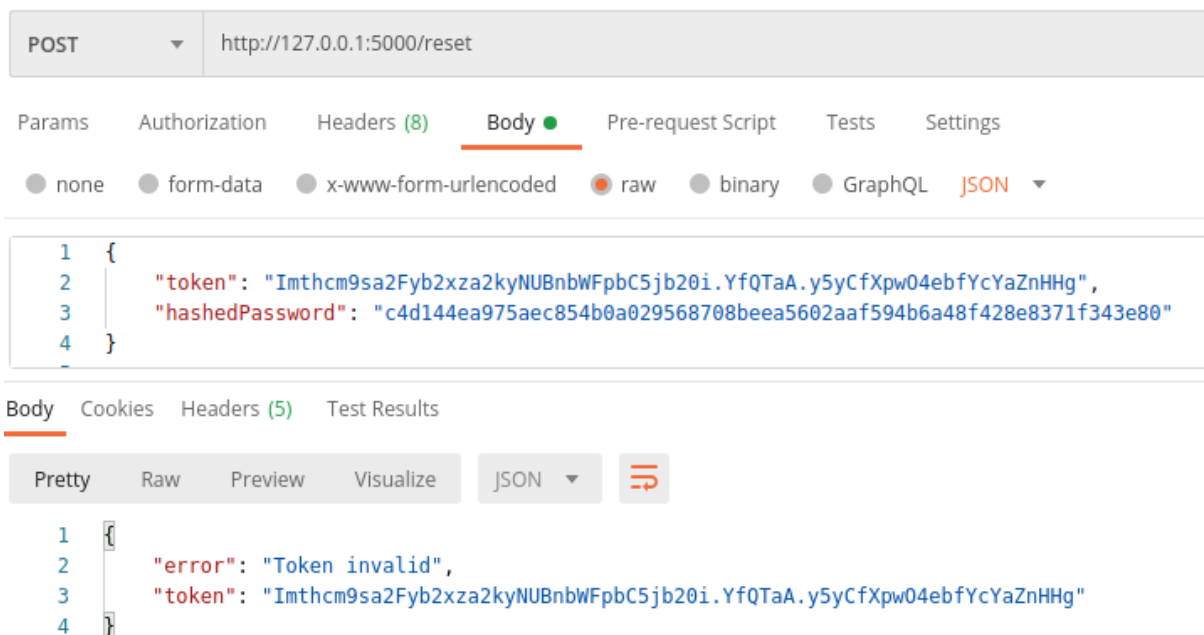 POST http://127.0.0.1:5000/reset
Params Authorization Headers (8) Body Pre-request Script Tests Settings
none form-data x-www-form-urlencoded raw binary GraphQL JSON
1 {
2 "token": "Imthcm9sa2Fyb2xza2kyNUBnbWFpbC5jb20i.YfQTaA.y5yCfXpwO4ebfYcYaZnHHg",
3 "hashedPassword": "c4d144ea975aec854b0a029568708beea5602aaf594b6a48f428e8371f343e80"
4 }
Body Cookies Headers (5) Test Results
Pretty Raw Preview Visualize JSON
1 {
2 "error": "Token invalid",
3 "token": "Imthcm9sa2Fyb2xza2kyNUBnbWFpbC5jb20i.YfQTaA.y5yCfXpwO4ebfYcYaZnHHg"
4 }